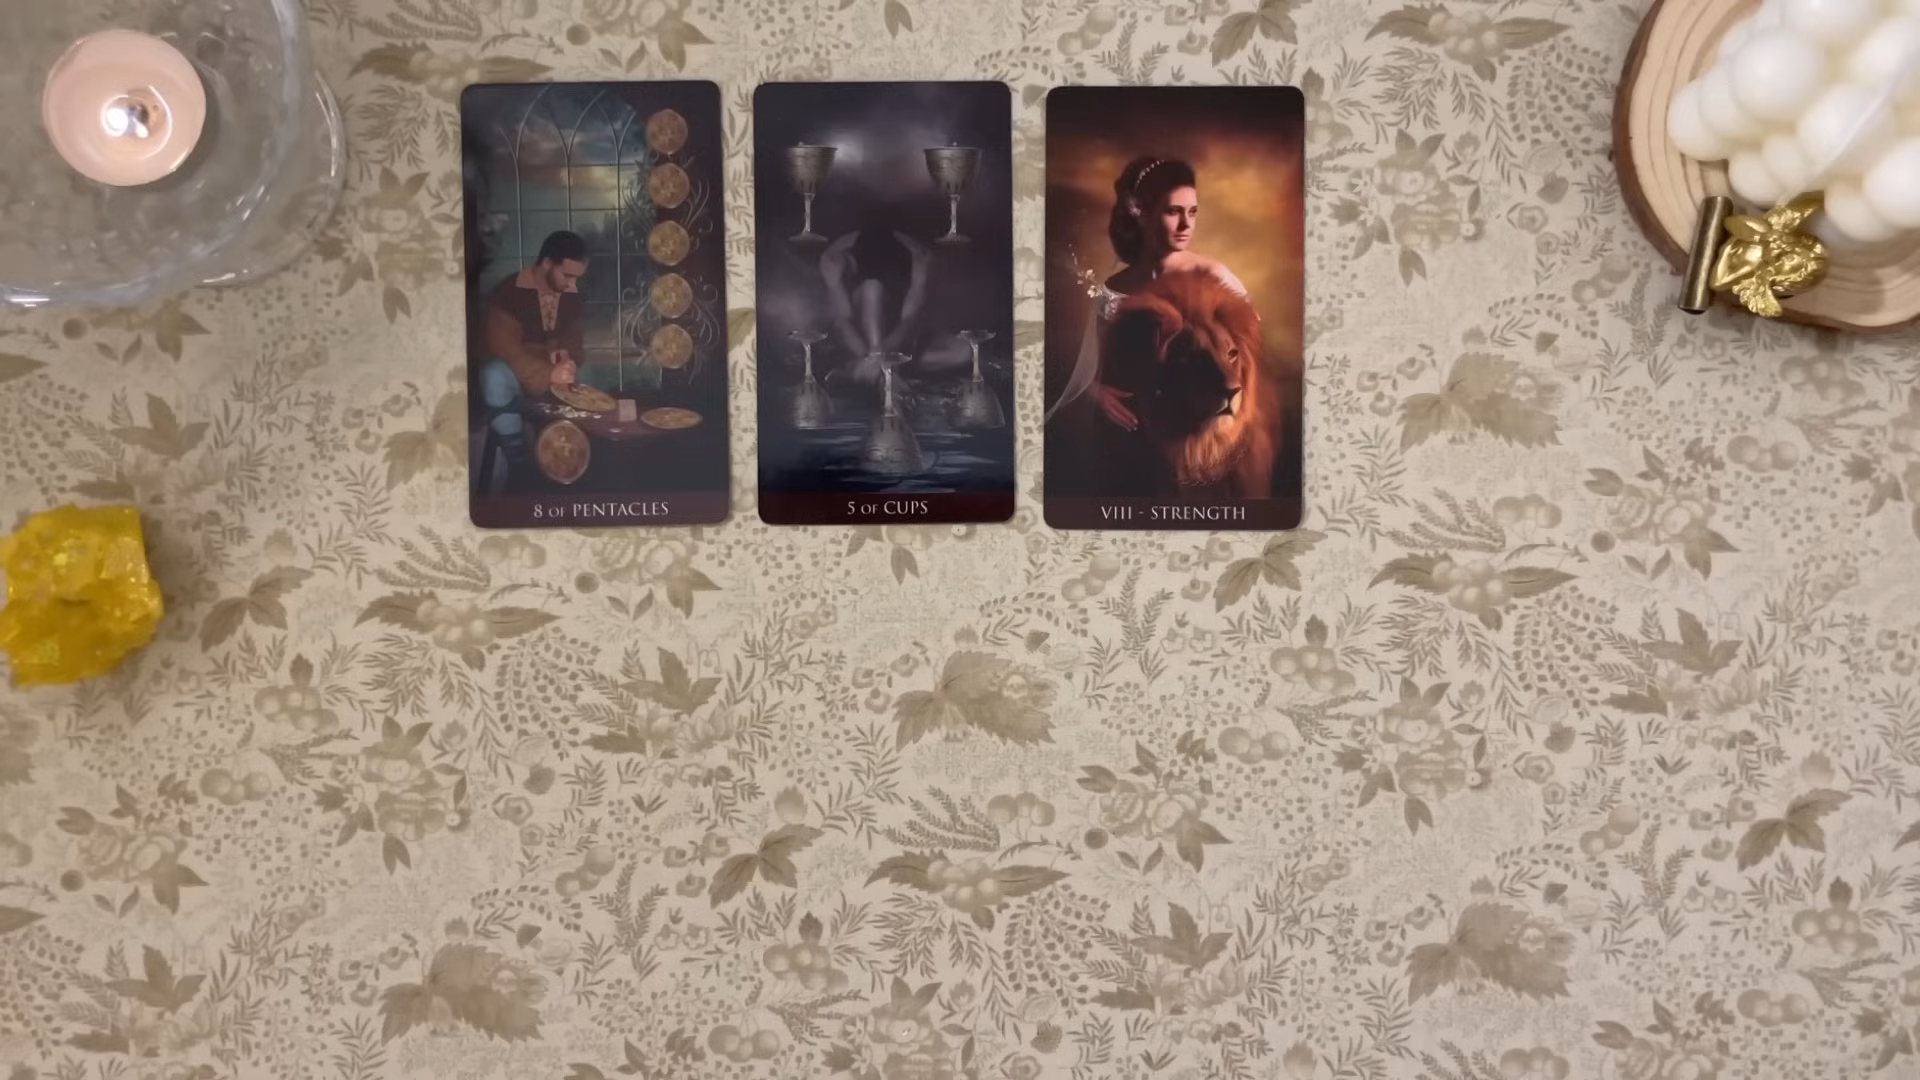 8 OF PENTACLES
5 OF CUPS
VIII - STRENGTH